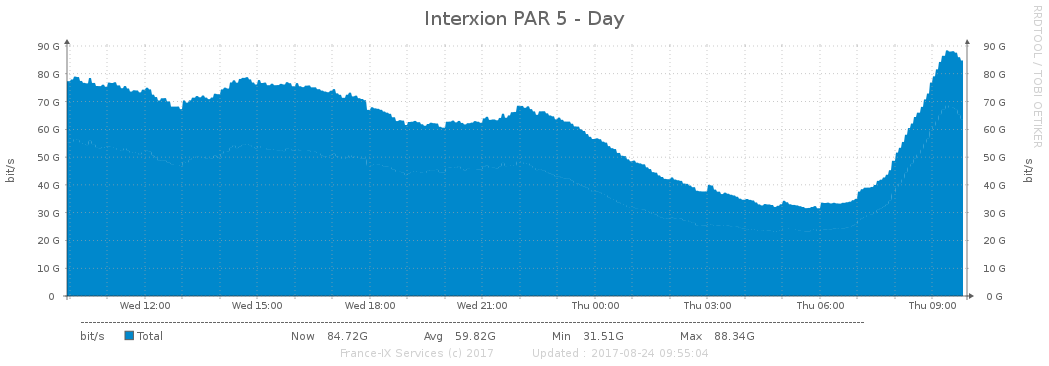 Interxion PAR 5 - Day
RRDTOOL / TOBI OETIKER
90 G 90 G
80 G 80 G
70 G 70 G
60 G 60 G
50 G 50 G
40 G 40 G
30 G 30 G
20 G 20 G
10 G 10 G
0 0 G
bit/s
bit/s
Wed 12:00 Wed 15:00 Wed 18:00 Wed 21:00 Thu 00:00 Thu 03:00 Thu 06:00 Thu 09:00
bit/s Total Now 84.72G Avg 59.82G Min 31.51G Max 88.34G
France-IX Services (c) 2017 Updated : 2017-08-24 09:55:04